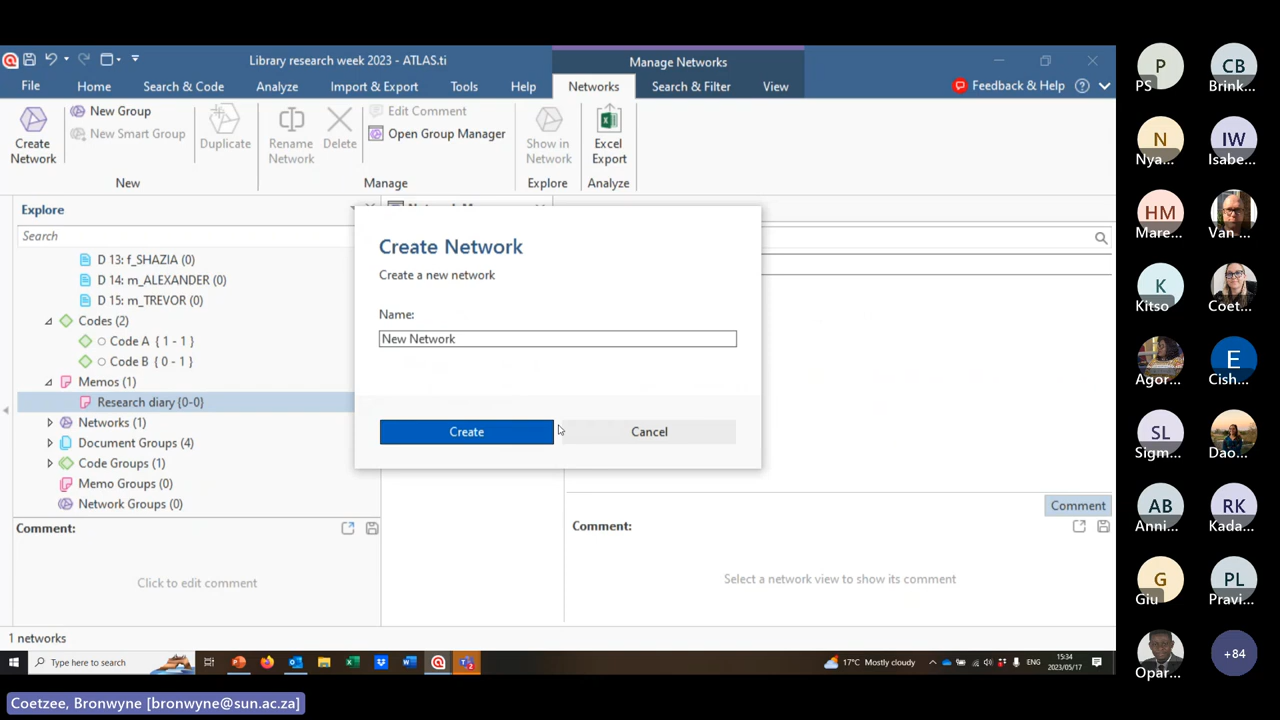 Library research week 2023 - ATLAS.ti
Manage Networks
File
Home
Search & Code
Analyze
Import & Export
Tools
Help
Networks
Search & Filter
View
Feedback & Help
Create Network
New Group
New Smart Group
Duplicate
New
Rename Network
Delete
Edit Comment
Open Group Manager
Manage
Show in Network
Explore
Excel Export
Analyze
Explore
Search
D 13: f_SHAZIA (0)
D 14: m_ALEXANDER (0)
D 15: m_TREVOR (0)
Codes (2)
Code A { 1 - 1 }
Code B { 0 - 1 }
Memos (1)
Research diary {0-0}
Networks (1)
Document Groups (4)
Code Groups (1)
Memo Groups (0)
Network Groups (0)
Comment:
Click to edit comment
Create Network
Create a new network
Name:
New Network
Create
Cancel
Comment
Comment:
Select a network view to show its comment
1 networks
Type here to search
17°C Mostly cloudy
ENG
15:34
2023/05/17
P
PS
CB
Brink...
N
Nya...
IW
Isabe...
HM
Mare...
Van ...
K
Kitso
Coet...
Agor...
E
Cish...
SL
Sigm...
Dao...
AB
Anni...
RK
Kada...
G
Giu
PL
Pravi...
Opar...
+84
Coetzee, Bronwyne [bronwyne@sun.ac.za]